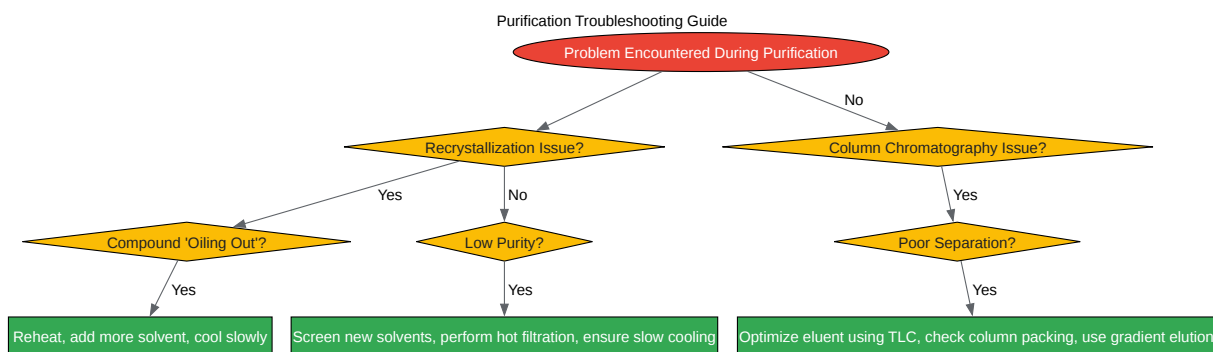 Purification Troubleshooting Guide
Problem Encountered During Purification
No
Recrystallization Issue?
Column Chromatography Issue?
Yes
No
Yes
Compound 'Oiling Out'?
Low Purity?
Poor Separation?
Yes
Yes
Yes
Reheat, add more solvent, cool slowly
Screen new solvents, perform hot filtration, ensure slow cooling
Optimize eluent using TLC, check column packing, use gradient elution